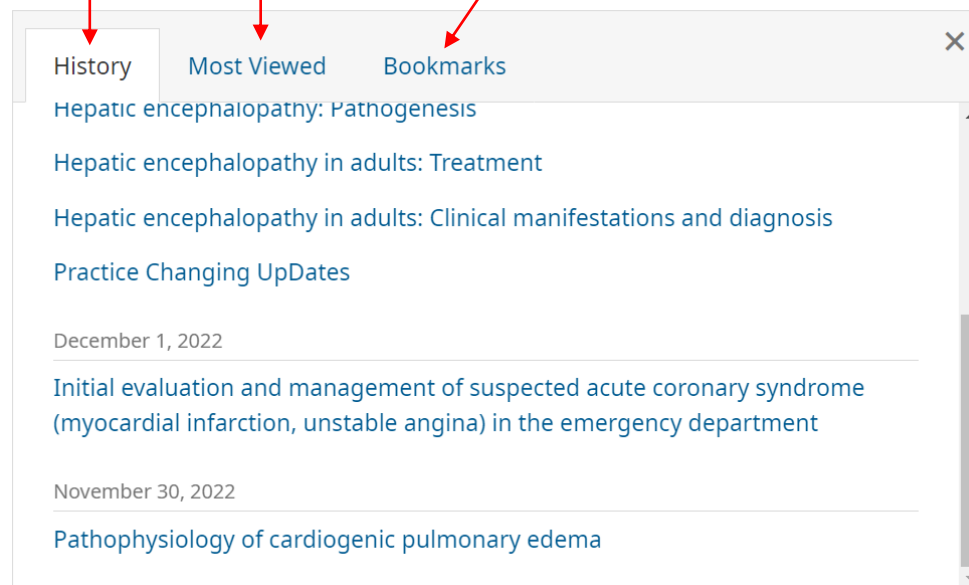 History Most Viewed Bookmarks
Hepatic encephalopathy: Pathogenesis
Hepatic encephalopathy in adults: Treatment
Hepatic encephalopathy in adults: Clinical manifestations and diagnosis
Practice Changing UpDates
December 1, 2022
Initial evaluation and management of suspected acute coronary syndrome
(myocardial infarction, unstable angina) in the emergency department
November 30, 2022
Pathophysiology of cardiogenic pulmonary edema